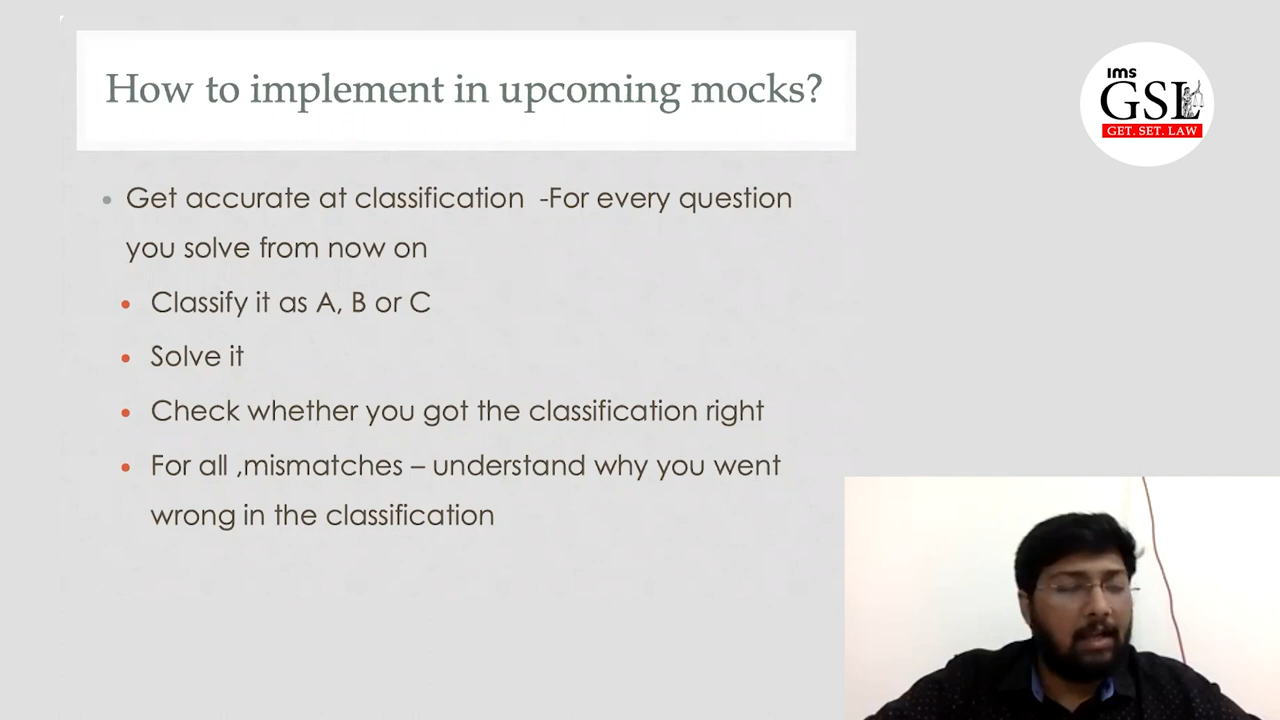 How to implement in upcoming mocks?
ims
GSL
GET. SET. LAW
Get accurate at classification -For every question
you solve from now on
Classify it as A, B or C
Solve it
Check whether you got the classification right
For all ,mismatches – understand why you went
wrong in the classification